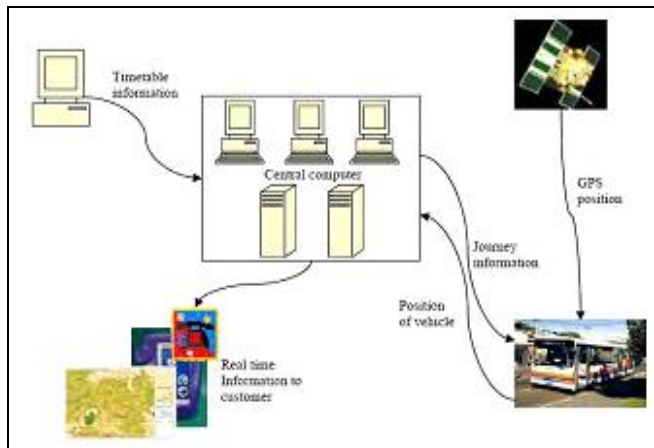 Timetable
information
Central computer
GPS
position
Journey
information
Position
of vehicle
Real time
Information to
customer